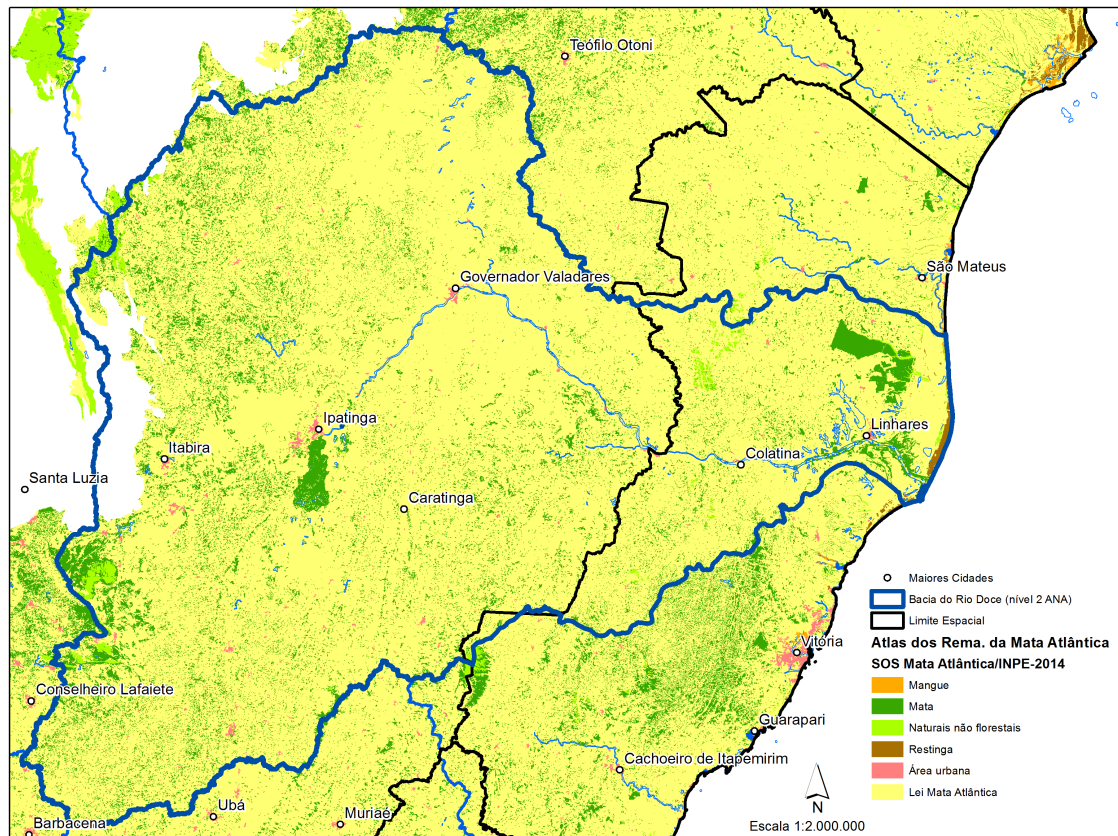 Teófilo Otoni
São Mateus
Governador Valadares
Ipatinga
Linhares
Itabira
Colatina
Santa Luzia
Caratinga
Maiores Cidades
Bacia do Rio Doce (nível 2 ANA)
Limite Espacial
Atlas dos Rema. da Mata Atlântica
SOS Mata Atlântica/INPE-2014
Mangue
Mata
Naturais não florestais
Restinga
Área urbana
Lei Mata Atlântica
Vitória
Conselheiro Lafaiete
Guarapari
Cachoeiro de Itapemirim
Ubá
Muriaé
Barbacena
N
Escala 1:2.000.000